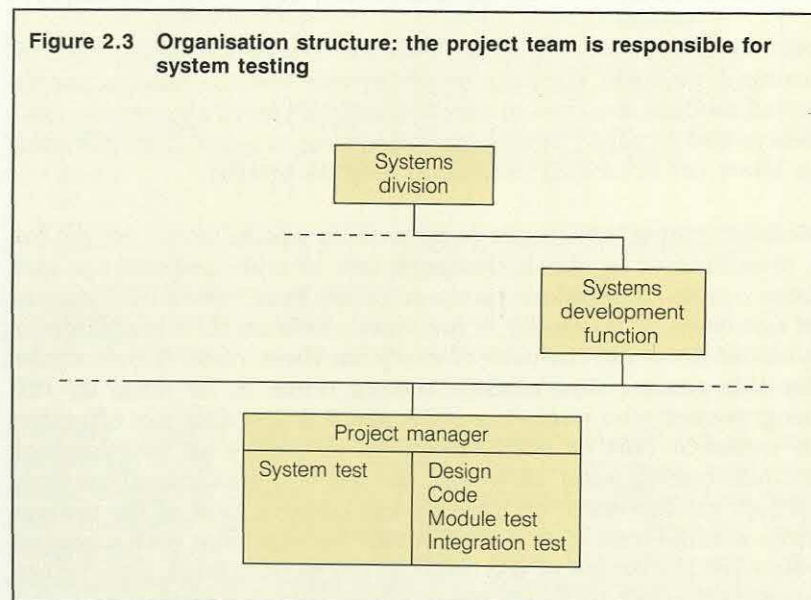 Figure 2.3 Organisation structure: the project team is responsible for
system testing
Systems
division
Systems
development
function
Project manager
System test
Design
Code
Module test
Integration test